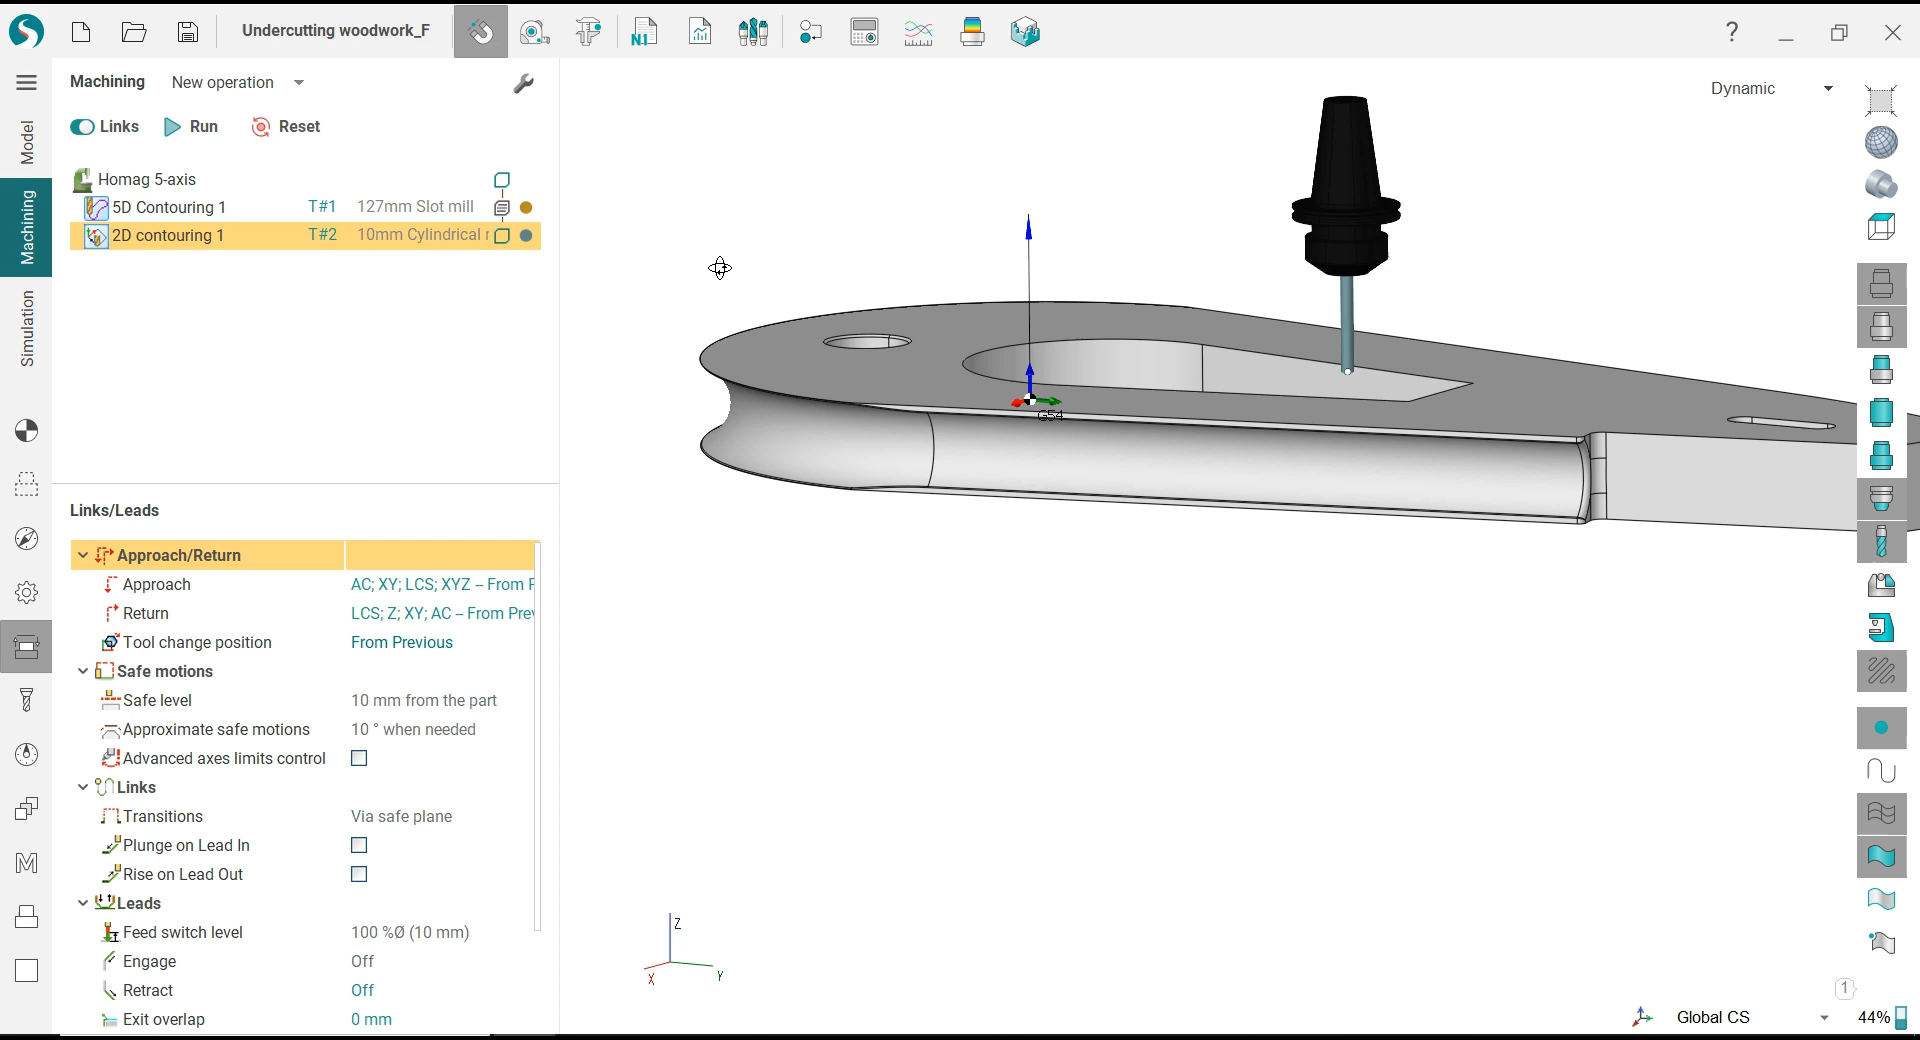 Undercutting woodwork_F
N1
?
Machining New operation
Dynamic
Links Run Reset
Model
Machining
Simulation
Homag 5-axis
5D Contouring 1 T#1 127mm Slot mill
2D contouring 1 T#2 10mm Cylindrical
G54
Links/Leads
Approach/Return
Approach AC; XY; LCS; XYZ – From
Return LCS; Z; XY; AC – From Prev
Tool change position From Previous
Safe motions
Safe level 10 mm from the part
Approximate safe motions 10 ° when needed
Advanced axes limits control
Links
Transitions Via safe plane
Plunge on Lead In
Rise on Lead Out
Leads
Feed switch level 100 %Ø (10 mm)
Engage Off
Retract Off
Exit overlap 0 mm
M
Z
X
Y
1
Global CS 44%